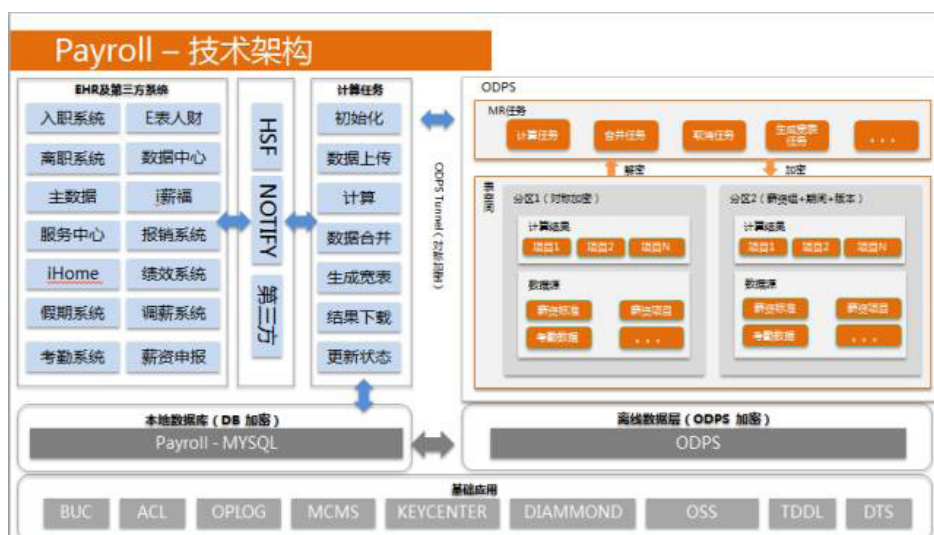 Payroll – 技术架构
EHR及第三方系统
入职系统 E表人财
离职系统 数据中心
主数据 i薪福
服务中心 报销系统
iHome 绩效系统
假期系统 调薪系统
考勤系统 薪资申报
HSF
NOTIFY
第三方
计算任务
初始化
数据上传
计算
数据合并
生成宽表
结果下载
更新状态
ODPS Tunnel
ODPS
MR任务
计算任务 合并任务 取消任务 生成宽表
任务 . . .
解密 加密
表空间
分区1（对称加密）
计算结果
项目1 项目2 项目N
数据源
薪资标准 薪资项目
考勤数据 . . .
分区2（薪资组+期间+版本）
计算结果
项目1 项目2 项目N
数据源
薪资标准 薪资项目
考勤数据 . . .
本地数据库（DB 加密）
Payroll - MYSQL
离线数据层（ODPS 加密）
ODPS
基础应用
BUC ACL OPLOG MCMS KEYCENTER DIAMMOND OSS TDDL DTS